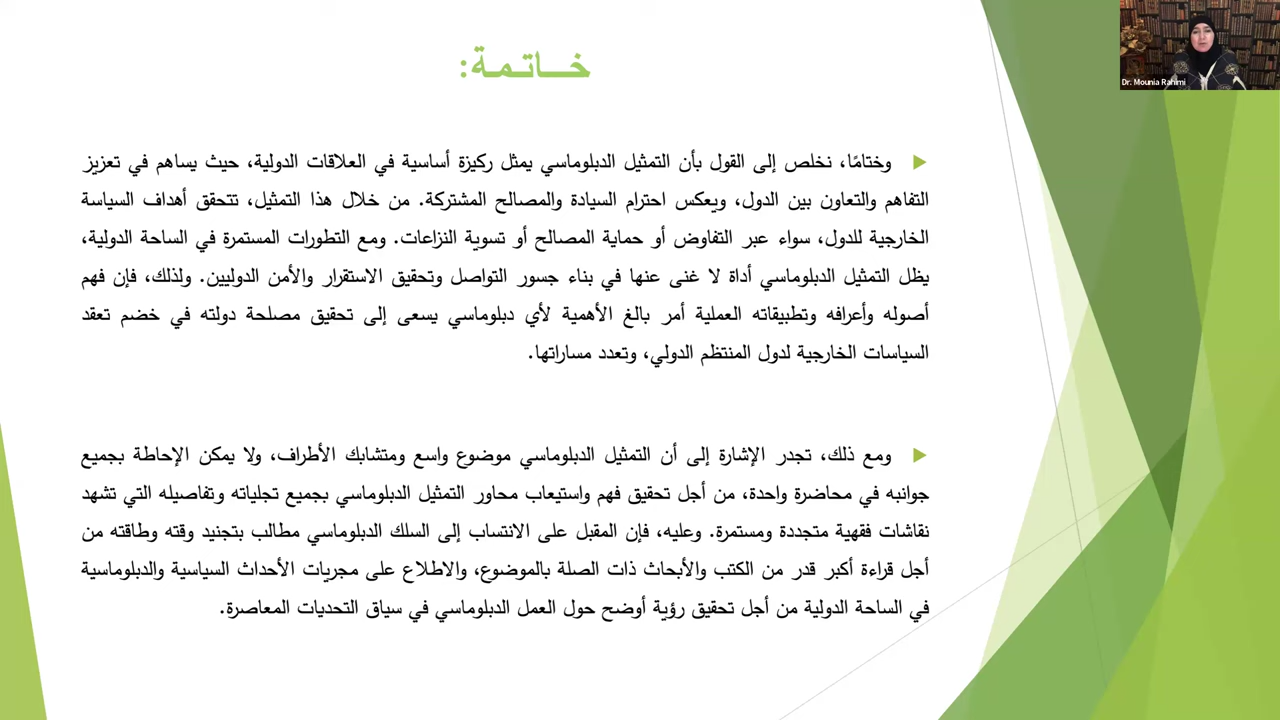 خـــاتـمـة:
وختامًا، نخلص إلى القول بأن التمثيل الدبلوماسي يمثل ركيزة أساسية في العلاقات الدولية، حيث يساهم في تعزيز
التفاهم والتعاون بين الدول، ويعكس احترام السيادة والمصالح المشتركة. من خلال هذا التمثيل، تتحقق أهداف السياسة
الخارجية للدول، سواء عبر التفاوض أو حماية المصالح أو تسوية النزاعات. ومع التطورات المستمرة في الساحة الدولية،
يظل التمثيل الدبلوماسي أداة لا غنى عنها في بناء جسور التواصل وتحقيق الاستقرار والأمن الدوليين. ولذلك، فإن فهم
أصوله وأعرافه وتطبيقاته العملية أمر بالغ الأهمية لأي دبلوماسي يسعى إلى تحقيق مصلحة دولته في خضم تعقد
السياسات الخارجية لدول المنتظم الدولي، وتعدد مساراتها.
ومع ذلك، تجدر الإشارة إلى أن التمثيل الدبلوماسي موضوع واسع ومتشابك الأطراف، ولا يمكن الإحاطة بجميع
جوانبه في محاضرة واحدة، من أجل تحقيق فهم واستيعاب محاور التمثيل الدبلوماسي بجميع تجلياته وتفاصيله التي تشهد
نقاشات فقهية متجددة ومستمرة. وعليه، فإن المقبل على الانتساب إلى السلك الدبلوماسي مطالب بتجنيد وقته وطاقته من
أجل قراءة أكبر قدر من الكتب والأبحاث ذات الصلة بالموضوع، والاطلاع على مجريات الأحداث السياسية والدبلوماسية
في الساحة الدولية من أجل تحقيق رؤية أوضح حول العمل الدبلوماسي في سياق التحديات المعاصرة.
Dr. Mounia Rahimi